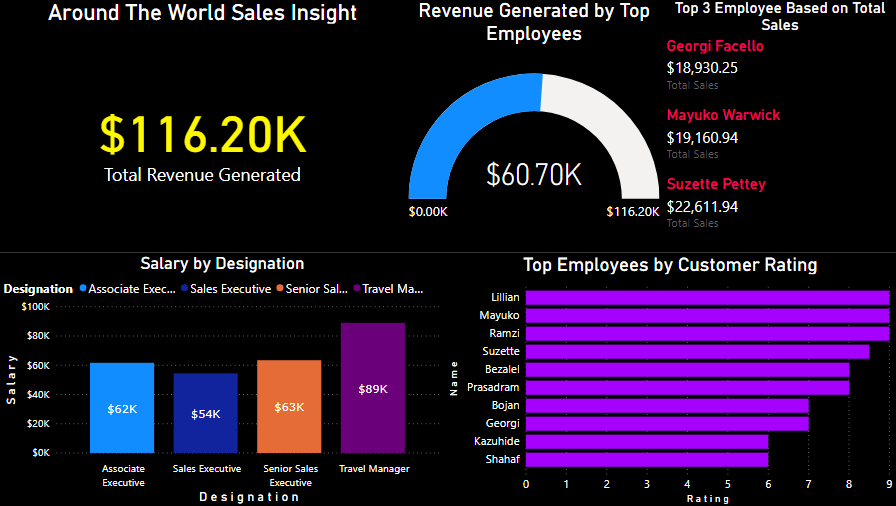 Around The World Sales Insight
$116.20K
Total Revenue Generated
Revenue Generated by Top
Employees
$60.70K
$0.00K
$116.20K
Top 3 Employee Based on Total
Sales
Georgi Facello
$18,930.25
Total Sales
Mayuko Warwick
$19,160.94
Total Sales
Suzette Pettey
$22,611.94
Total Sales
Salary by Designation
Designation Associate Exec... Sales Executive Senior Sal... Travel Ma...
Salary
$100K
$80K
$60K
$40K
$20K
$0K
$62K
$54K
$63K
$89K
Associate
Executive
Sales Executive
Senior Sales
Executive
Travel Manager
Designation
Top Employees by Customer Rating
Name
Lillian
Mayuko
Ramzi
Suzette
Bezalel
Prasadram
Bojan
Georgi
Kazuhide
Shahaf
0 1 2 3 4 5 6 7 8 9
Rating